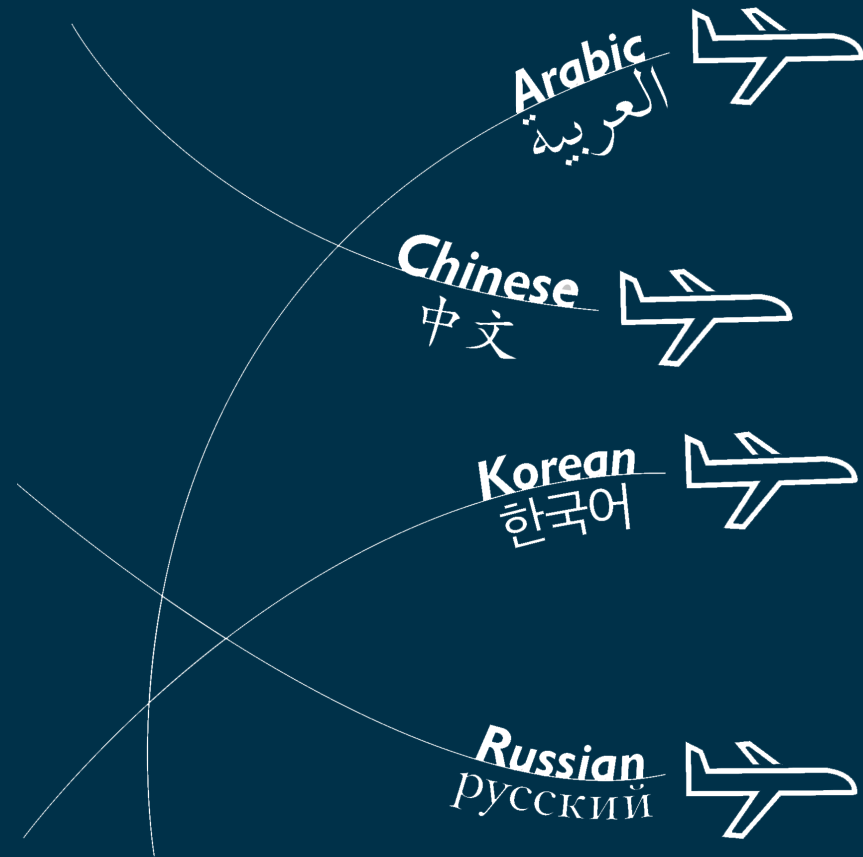 Arabic
العربية
Chinese
中文
Korean
한국어
Russian
русский